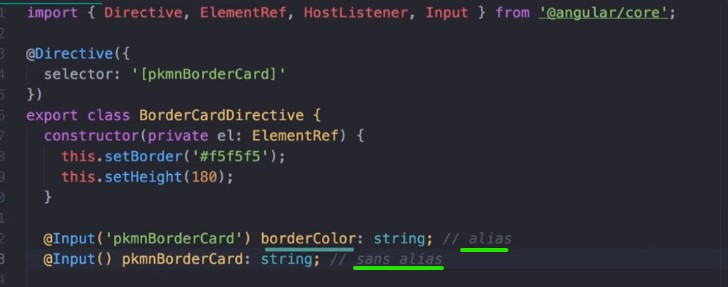 import { Directive, ElementRef, HostListener, Input } from '@angular/core';
@Directive({
selector: '[pkmnBorderCard]'
})
export class BorderCardDirective {
constructor(private el: ElementRef) {
this.setBorder('#f5f5f5');
this.setHeight(180);
}
@Input('pkmnBorderCard') borderColor: string; // alias
@Input() pkmnBorderCard: string; // sans alias